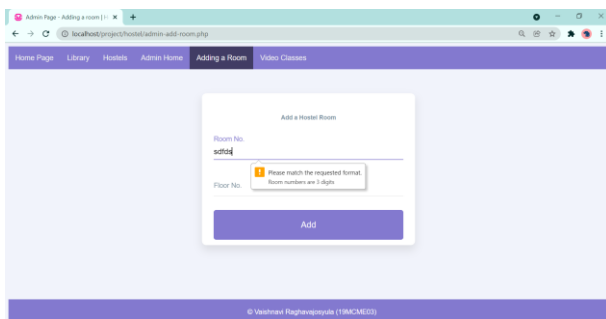 Admin Page - Adding a room | H
localhost/project/hostel/admin-add-room.php
Home Page Library Hostels Admin Home Adding a Room Video Classes
Add a Hostel Room
Room No.
sdfds
Please match the requested format.
Room numbers are 3 digits
Floor No.
Add
© Vaishnavi Raghavajosyula (19MCME03)